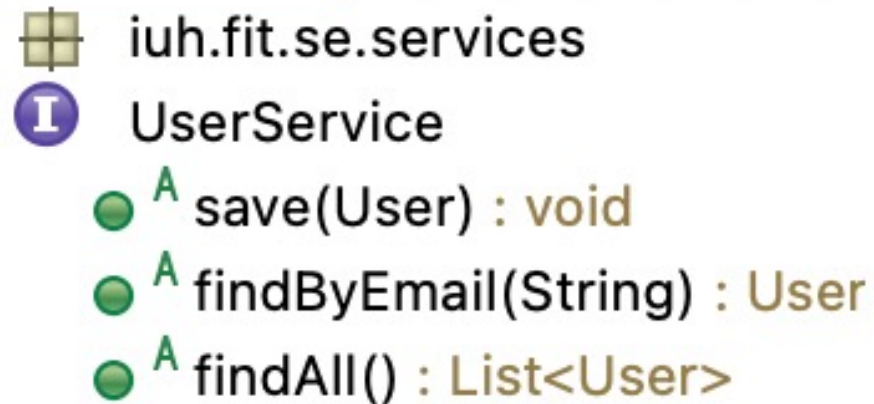 iuh.fit.se.services
I UserService
A save(User) : void
A findByEmail(String) : User
A findAll() : List<User>